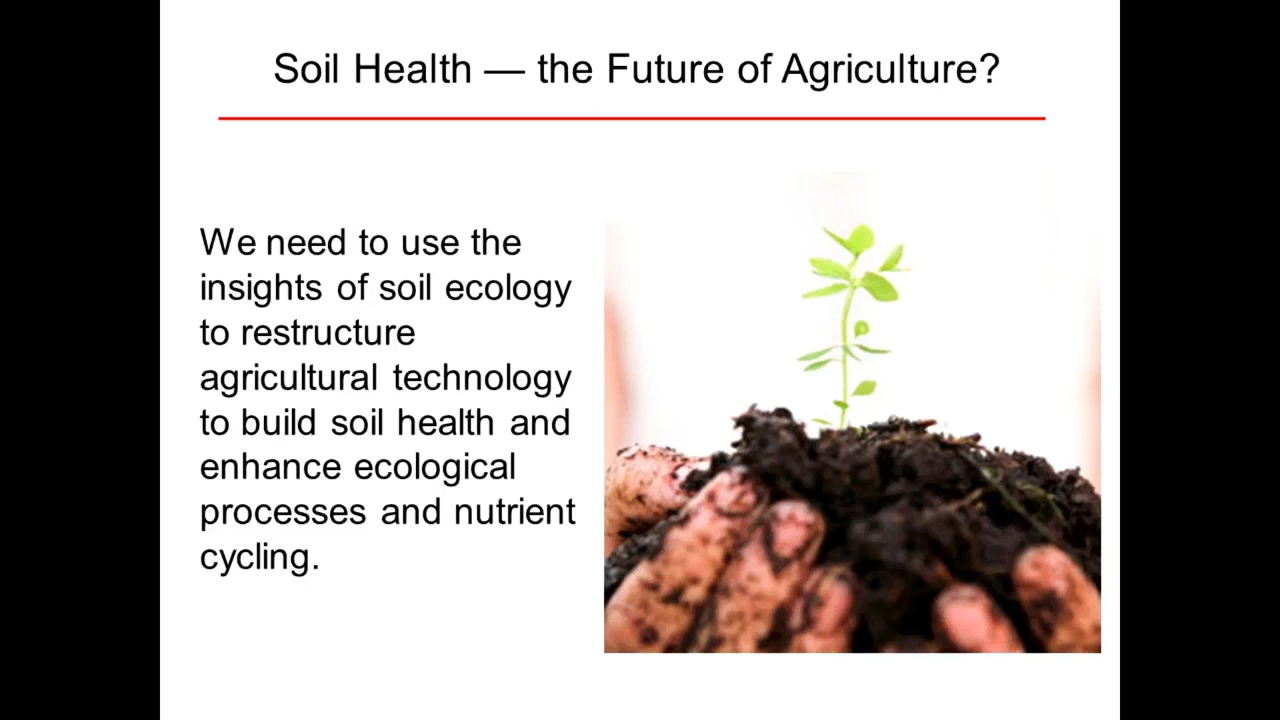 Soil Health — the Future of Agriculture?
We need to use the
insights of soil ecology
to restructure
agricultural technology
to build soil health and
enhance ecological
processes and nutrient
cycling.